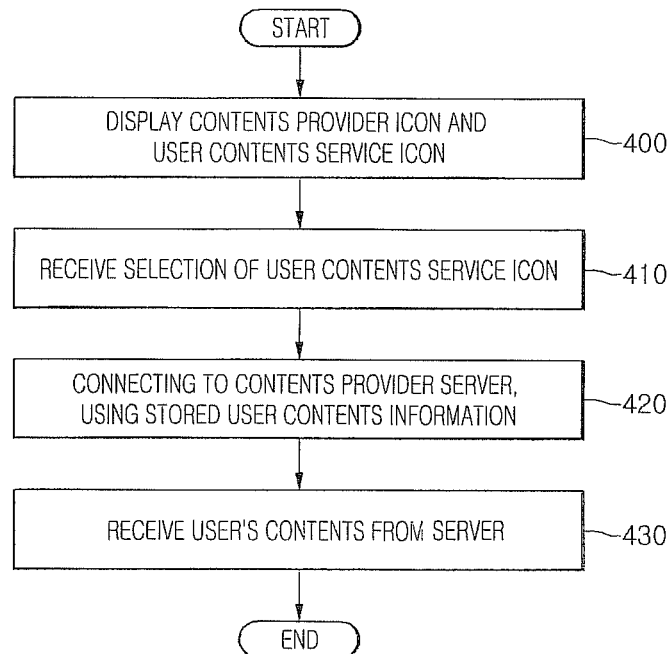 START
DISPLAY CONTENTS PROVIDER ICON AND
USER CONTENTS SERVICE ICON
400
RECEIVE SELECTION OF USER CONTENTS SERVICE ICON
410
CONNECTING TO CONTENTS PROVIDER SERVER,
USING STORED USER CONTENTS INFORMATION
420
RECEIVE USER'S CONTENTS FROM SERVER
430
END